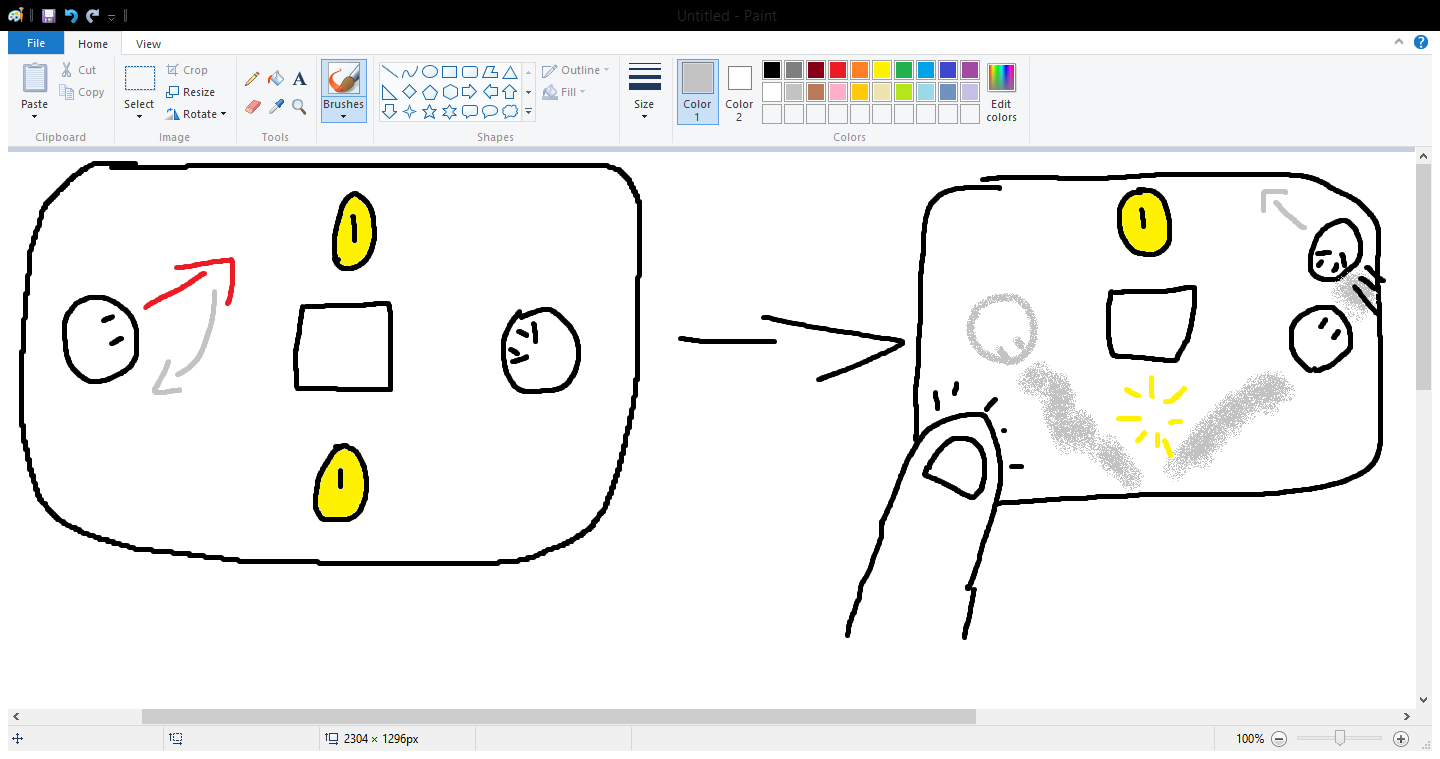 Untitled - Paint
File Home View
Paste Cut Copy
Select Crop Resize Rotate
A
Brushes
Outline Fill
Size
Color 1 Color 2
Edit colors
Clipboard Image Tools Shapes Colors
2304 × 1296px 100%